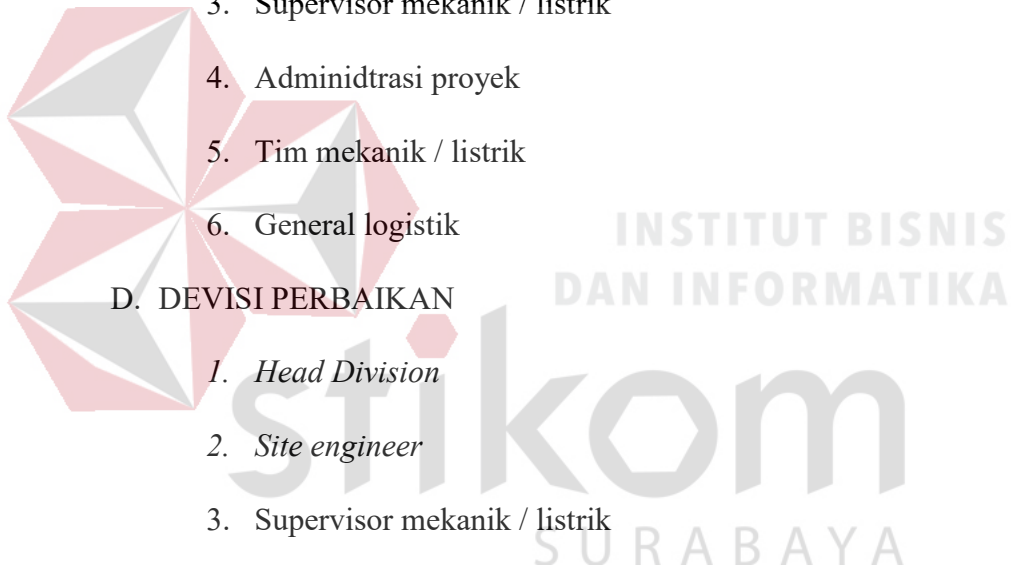 3. Supervisor mekanik / listrik
4. Adminidtrasi proyek
5. Tim mekanik / listrik
6. General logistik
INSTITUT BISNIS
DAN INFORMATIKA
D. DEVISI PERBAIKAN
1. Head Division
stikom
2. Site engineer
3. Supervisor mekanik / listrik
SURABAYA